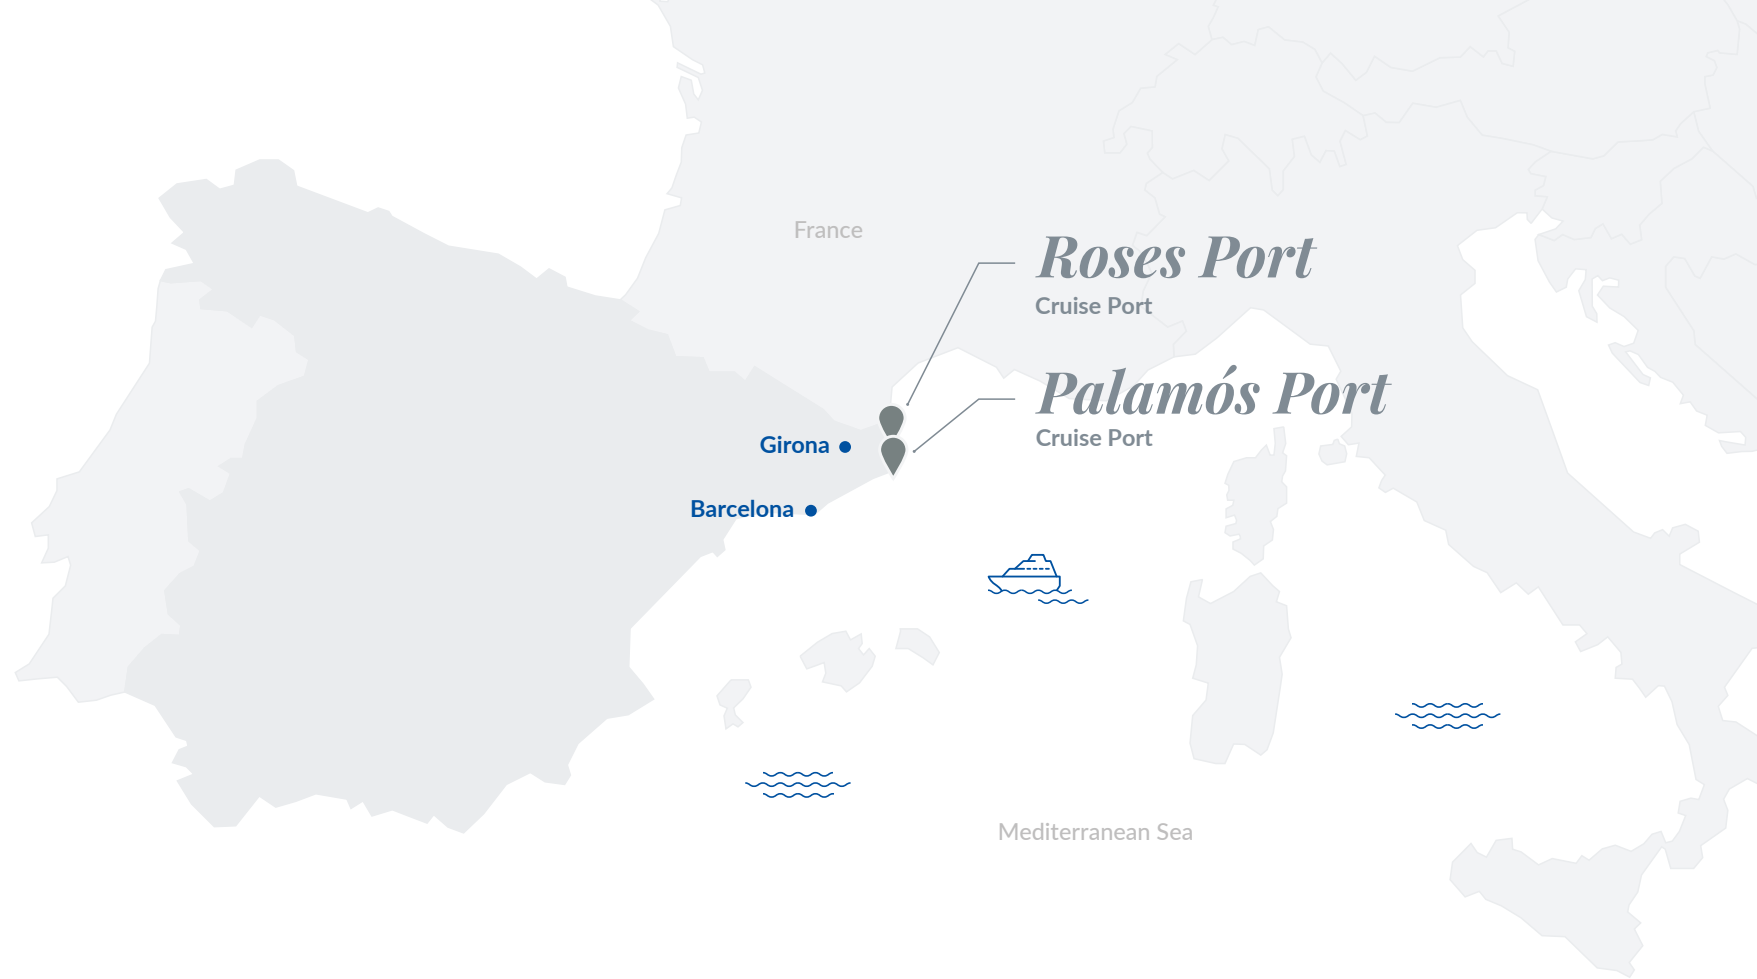 France
Roses Port
Cruise Port
Palamós Port
Cruise Port
Girona
Barcelona
Mediterranean Sea